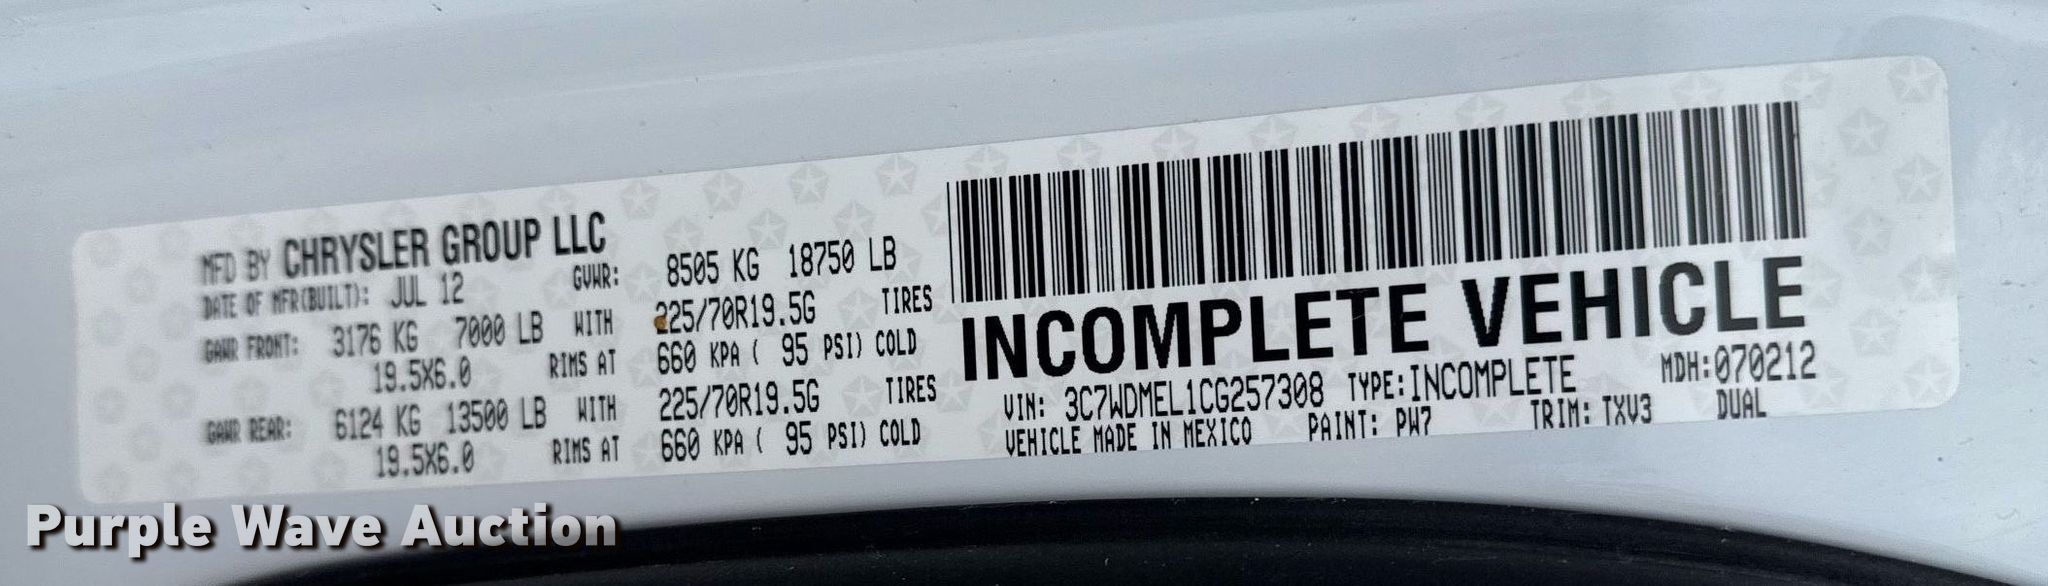 MFD BY CHRYSLER GROUP LLC
DATE OF MFR(BUILT): JUL 12 GVWR: 8505 KG 18750 LB
GAWR FRONT: 3176 KG 7000 LB WITH 225/70R19.5G TIRES
19.5X6.0 RIMS AT 660 KPA ( 95 PSI) COLD
GAWR REAR: 6124 KG 13500 LB WITH 225/70R19.5G TIRES
19.5X6.0 RIMS AT 660 KPA ( 95 PSI) COLD
INCOMPLETE VEHICLE
VIN: 3C7WDMEL1CG257308 TYPE:INCOMPLETE MDH:070212
VEHICLE MADE IN MEXICO PAINT: PW7 TRIM: TXV3 DUAL
Purple Wave Auction